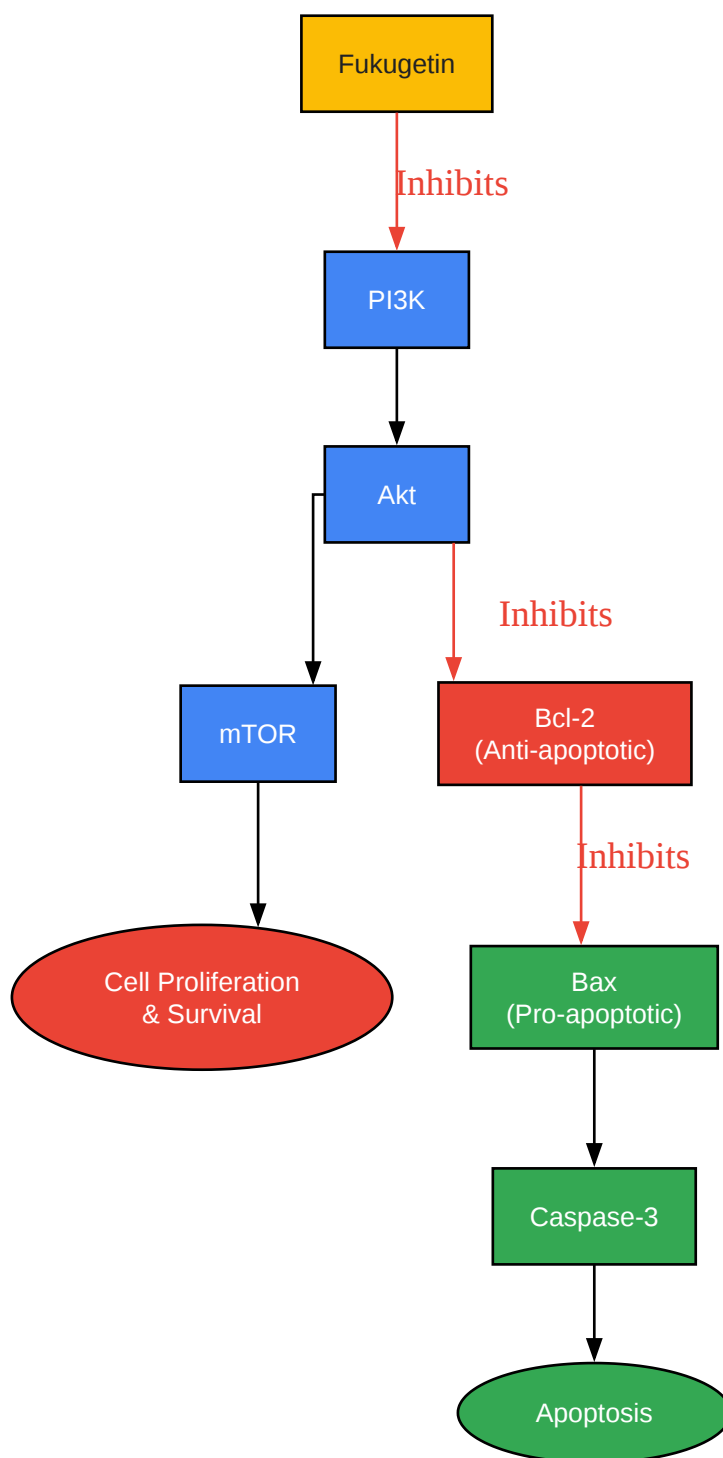 Fukugetin
Inhibits
PI3K
Akt
Inhibits
mTOR
Bcl-2
(Anti-apoptotic)
Inhibits
Cell Proliferation
& Survival
Bax
(Pro-apoptotic)
Caspase-3
Apoptosis